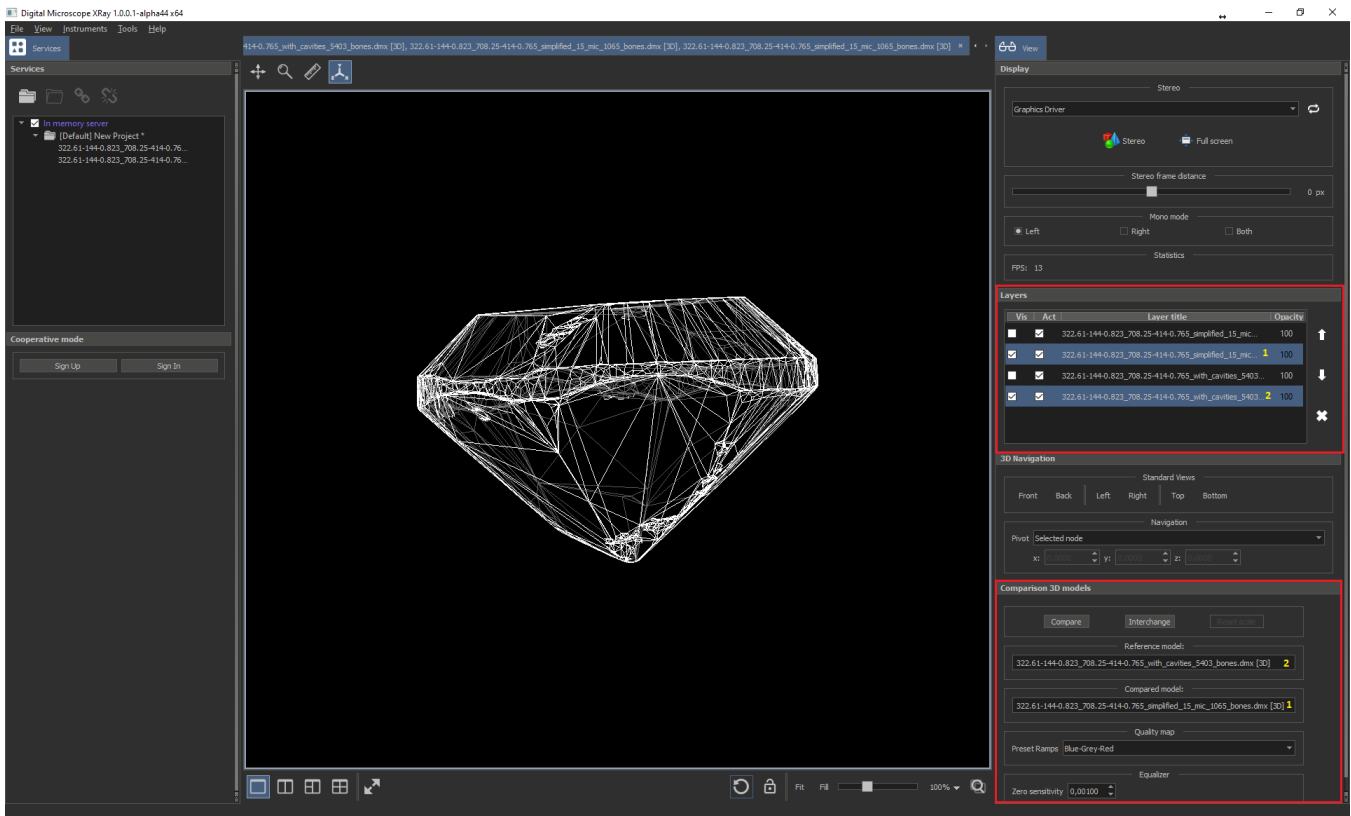 Digital Microscope XRay 1.0.0.1-alpha44 x64
File View Instruments Tools Help
Services
414-0.765_with_cavities_5403_bones.dmx [3D], 322.61-144-0.823_708.25-414-0.765_simplified_15_mic_1065_bones.dmx [3D], 322.61-144-0.823_708.25-414-0.765_simplified_15_mic_1065_bones.dmx [3D]
View
Services
In memory server
[Default] New Project *
322.61-144-0.823_708.25-414-0.76...
322.61-144-0.823_708.25-414-0.76...
Cooperative mode
Sign Up Sign In
Fit Fill 100%
Display
Stereo
Graphics Driver
Stereo Full screen
Stereo frame distance
0 px
Mono mode
Left Right Both
Statistics
FPS: 13
Layers
Vis Act Layer title Opacity
322.61-144-0.823_708.25-414-0.765_simplified_15_mic... 100
322.61-144-0.823_708.25-414-0.765_simplified_15_mic... 1 100
322.61-144-0.823_708.25-414-0.765_with_cavities_5403... 100
322.61-144-0.823_708.25-414-0.765_with_cavities_5403... 2 100
3D Navigation
Standard Views
Front Back Left Right Top Bottom
Navigation
Pivot Selected node
x: 0,0000 y: 0,0000 z: 0,0000
Comparison 3D models
Compare Interchange Reset scale
Reference model:
322.61-144-0.823_708.25-414-0.765_with_cavities_5403_bones.dmx [3D] 2
Compared model:
322.61-144-0.823_708.25-414-0.765_simplified_15_mic_1065_bones.dmx [3D] 1
Quality map
Preset Ramps Blue-Grey-Red
Equalizer
Zero sensitivity 0,00100